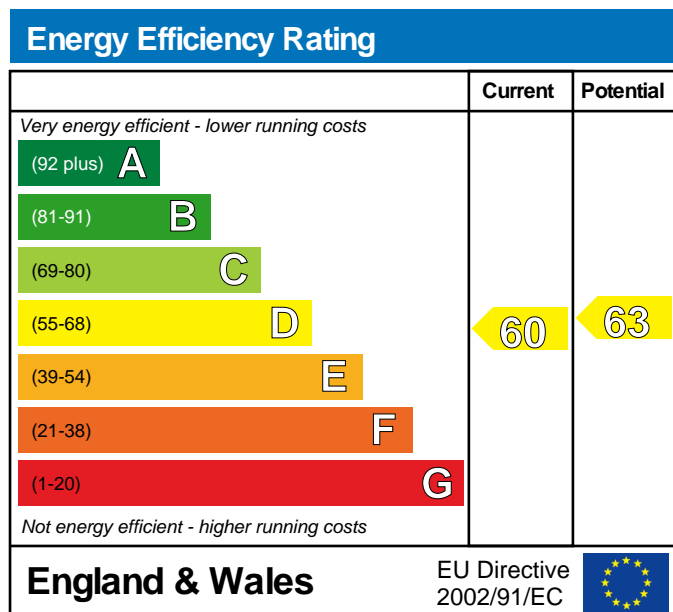 Energy Efficiency Rating
Current Potential
Very energy efficient - lower running costs
(92 plus) A
(81-91) B
(69-80) C
(55-68) D
60 63
(39-54) E
(21-38) F
(1-20) G
Not energy efficient - higher running costs
England & Wales
EU Directive
2002/91/EC